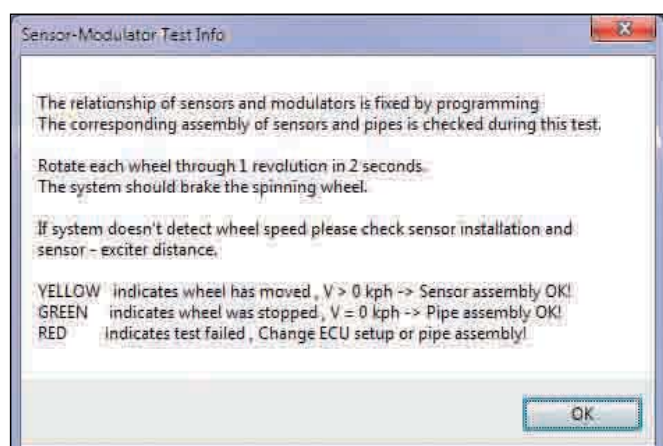 Sensor-Modulator Test Info
The relationship of sensors and modulators is fixed by programming
The corresponding assembly of sensors and pipes is checked during this test.
Rotate each wheel through 1 revolution in 2 seconds.
The system should brake the spinning wheel.
If system doesn't detect wheel speed please check sensor installation and
sensor - exciter distance.
YELLOW indicates wheel has moved , V > 0 kph -> Sensor assembly OK!
GREEN indicates wheel was stopped , V = 0 kph -> Pipe assembly OK!
RED indicates test failed , Change ECU setup or pipe assembly!
OK